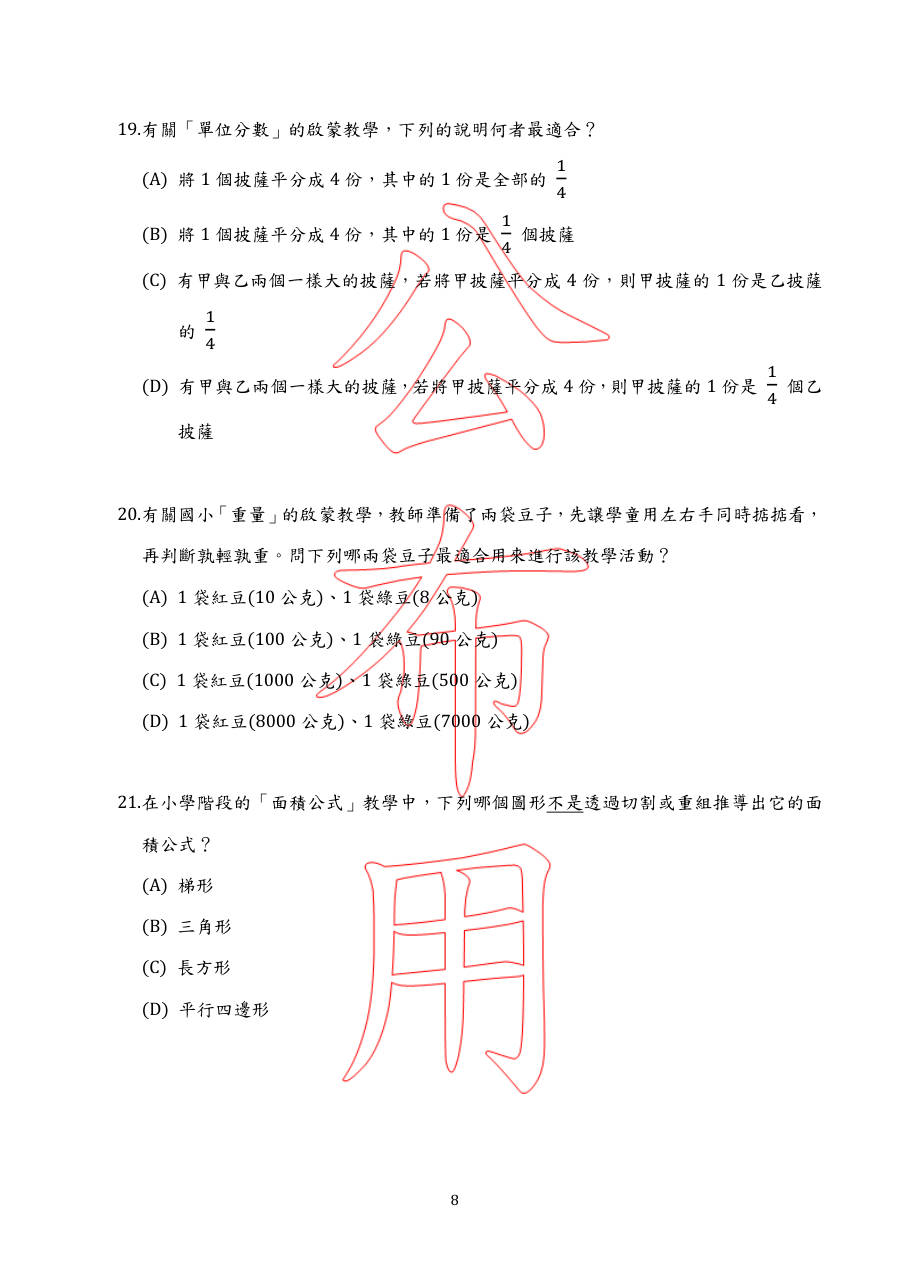 19.有關「單位分數」的啟蒙教學，下列的說明何者最適合？
(A) 將 1 個披薩平分成 4 份，其中的 1 份是全部的 1/4
(B) 將 1 個披薩平分成 4 份，其中的 1 份是 1/4 個披薩
(C) 有甲與乙兩個一樣大的披薩，若將甲披薩平分成 4 份，則甲披薩的 1 份是乙披薩
的 1/4
(D) 有甲與乙兩個一樣大的披薩，若將甲披薩平分成 4 份，則甲披薩的 1 份是 1/4 個乙
披薩
20.有關國小「重量」的啟蒙教學，教師準備了兩袋豆子，先讓學童用左右手同時掂掂看，
再判斷孰輕孰重。問下列哪兩袋豆子最適合用來進行該教學活動？
(A) 1 袋紅豆(10 公克)、1 袋綠豆(8 公克)
(B) 1 袋紅豆(100 公克)、1 袋綠豆(90 公克)
(C) 1 袋紅豆(1000 公克)、1 袋綠豆(500 公克)
(D) 1 袋紅豆(8000 公克)、1 袋綠豆(7000 公克)
21.在小學階段的「面積公式」教學中，下列哪個圖形不是透過切割或重組推導出它的面
積公式？
(A) 梯形
(B) 三角形
(C) 長方形
(D) 平行四邊形
公
布
用
8